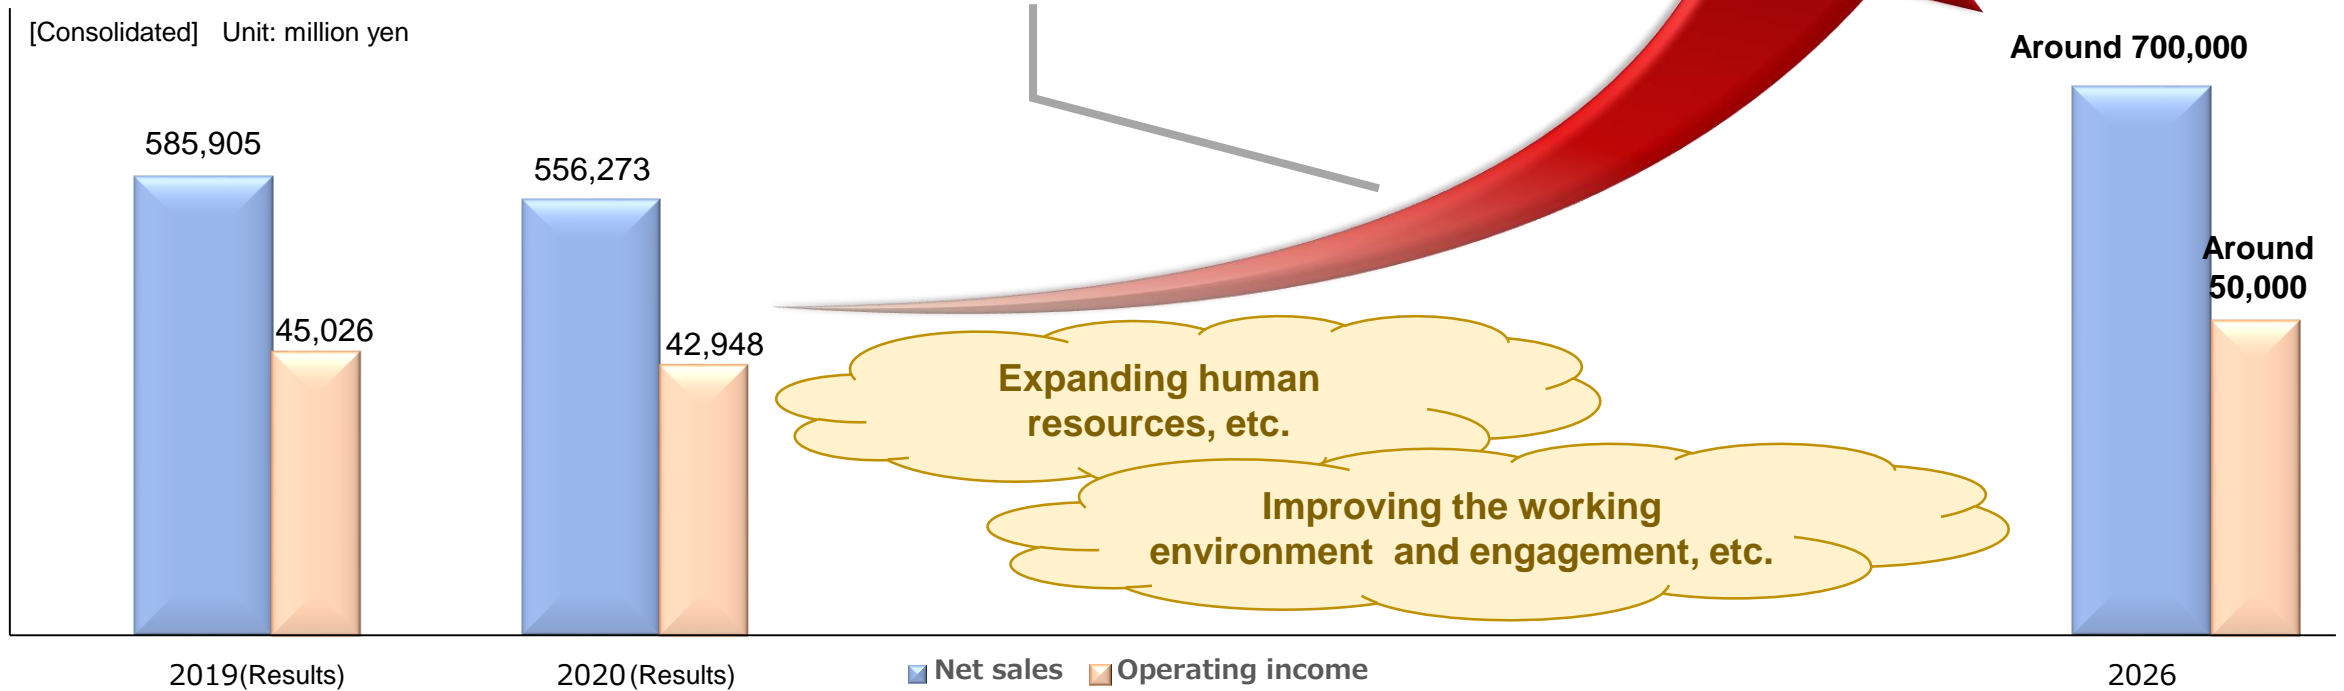 [Consolidated] Unit: million yen
Around 700,000
585,905
556,273
Around
50,000
45,026
42,948
Expanding human
resources, etc.
Improving the working
environment and engagement, etc.
2019(Results)
2020(Results)
Net sales
Operating income
2026